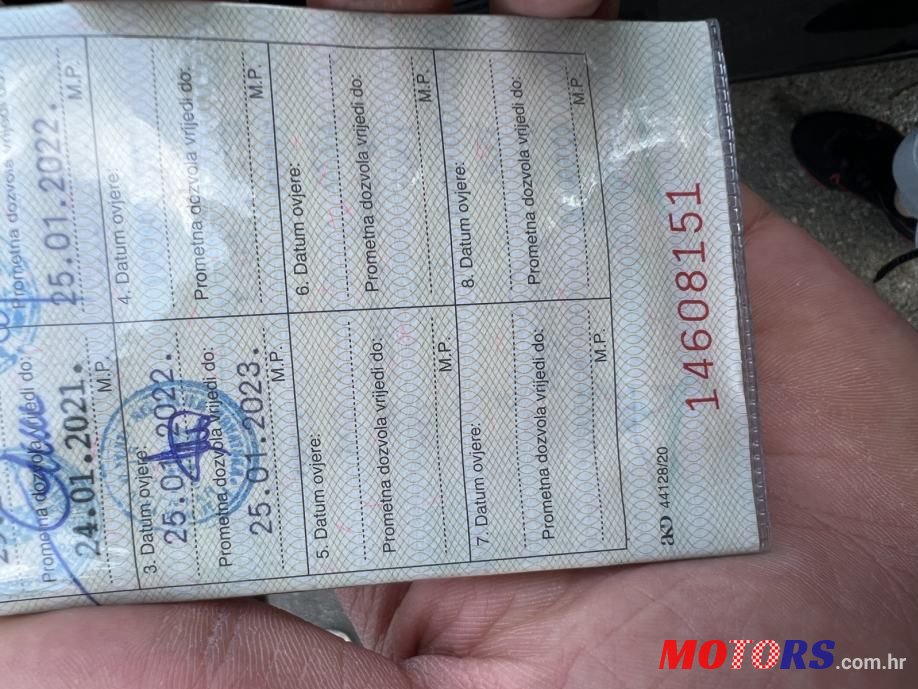 Prometna dozvola vrijedi do:
24.01.2021.
M.P.
Prometna dozvola vrijedi do:
25.01.2022.
M.P.
3. Datum ovjere:
25.01.2022.
Prometna dozvola vrijedi do:
25.01.2023.
M.P.
4. Datum ovjere:
Prometna dozvola vrijedi do:
M.P.
5. Datum ovjere:
Prometna dozvola vrijedi do:
M.P.
6. Datum ovjere:
Prometna dozvola vrijedi do:
M.P.
7. Datum ovjere:
Prometna dozvola vrijedi do:
M.P.
8. Datum ovjere:
Prometna dozvola vrijedi do:
M.P.
akd 44128/20
14608151
MOTORS.com.hr